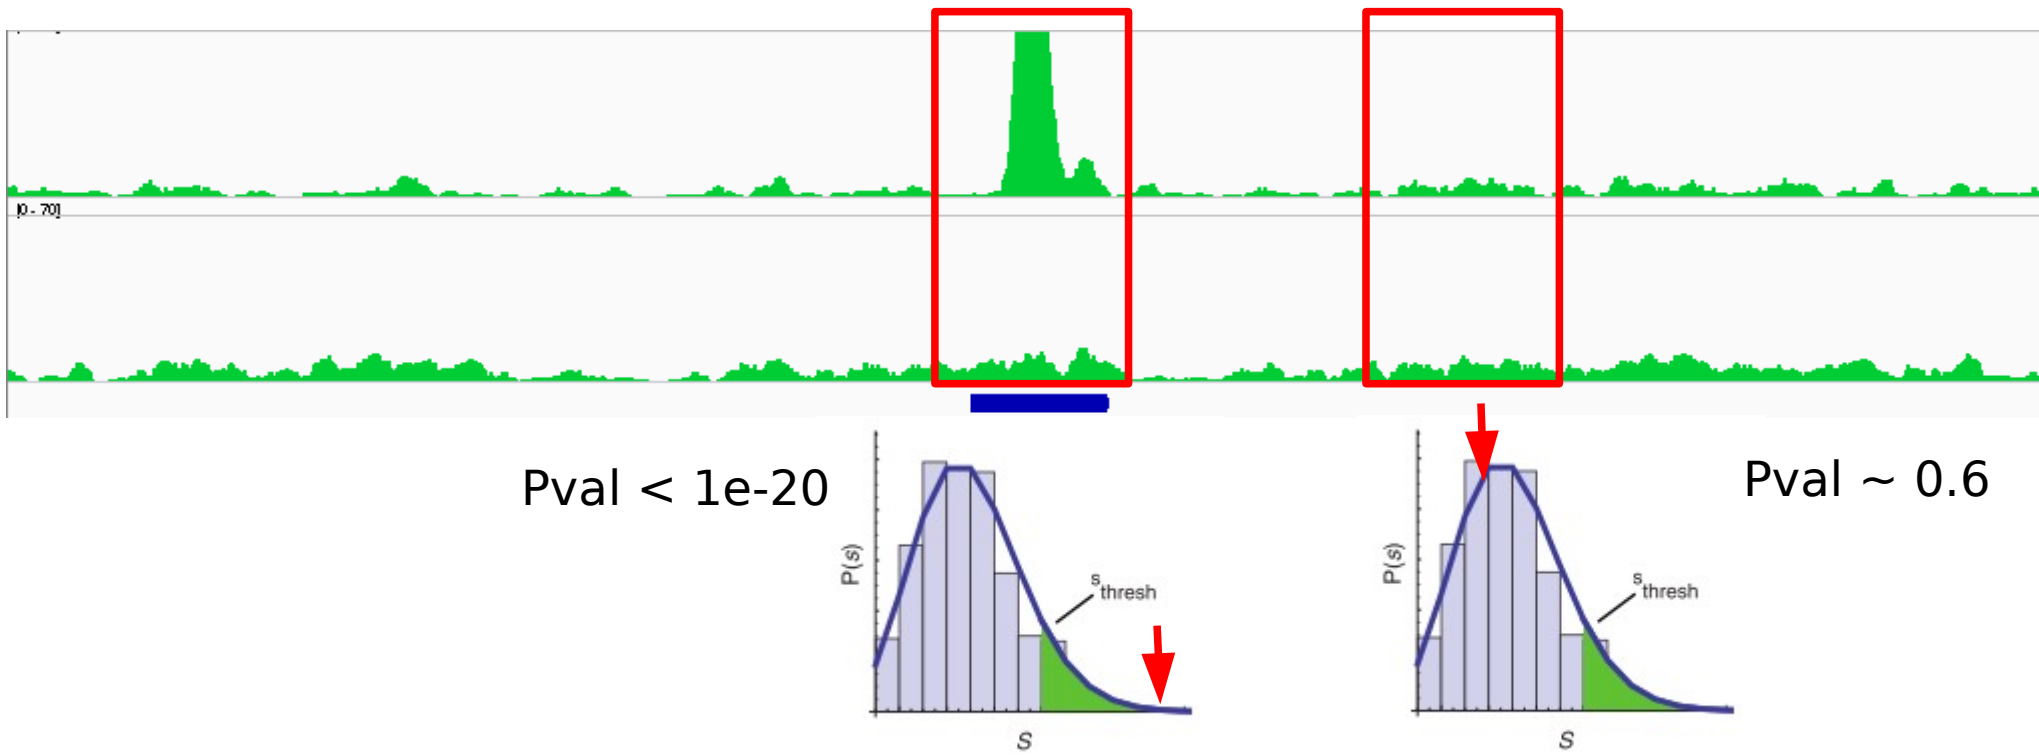 [0 - 70]
Pval < 1e-20
P(s)
s thresh
S
P(s)
s thresh
S
Pval ~ 0.6